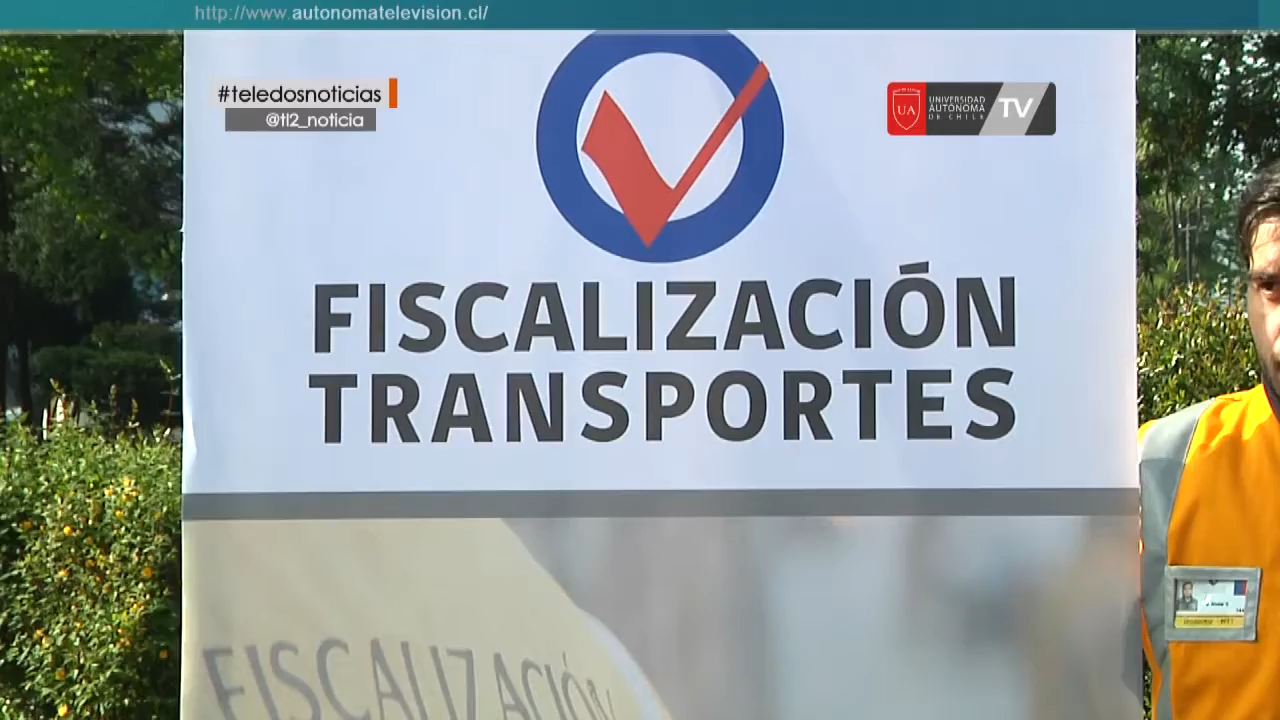 http://www.autonomatelevision.cl/
#teledosnoticias
@tl2_noticia
UA
UNIVERSIDAD
AUTÓNOMA
DE CHILE
TV
FISCALIZACIÓN
TRANSPORTES
FISCALIZACIÓN